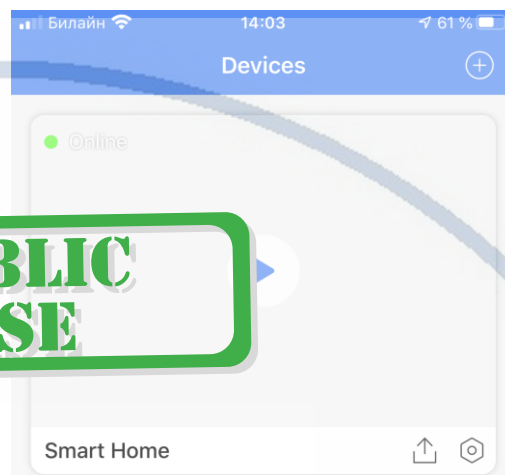 Билайн 14:03 61 %
Devices
Online
BLIC
SE
Smart Home